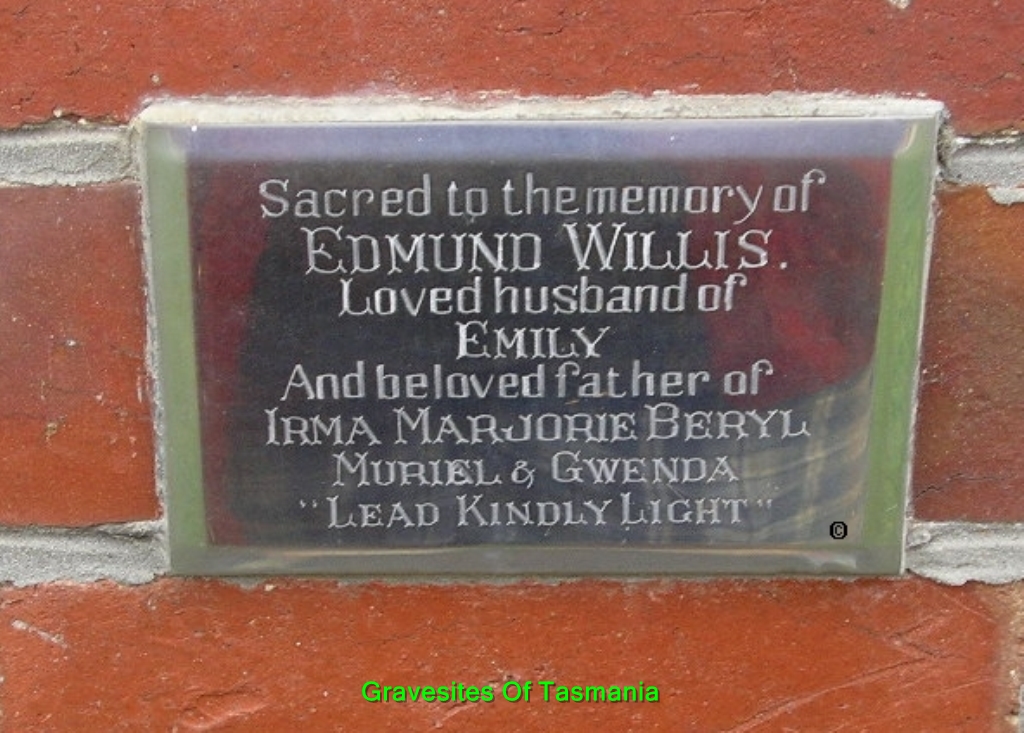 Sacred to the memory of
EDMUND WILLIS.
Loved husband of
EMILY
And beloved father of
IRMA MARJORIE BERYL
MURIEL & GWENDA
"LEAD KINDLY LIGHT"
©
Gravesites Of Tasmania